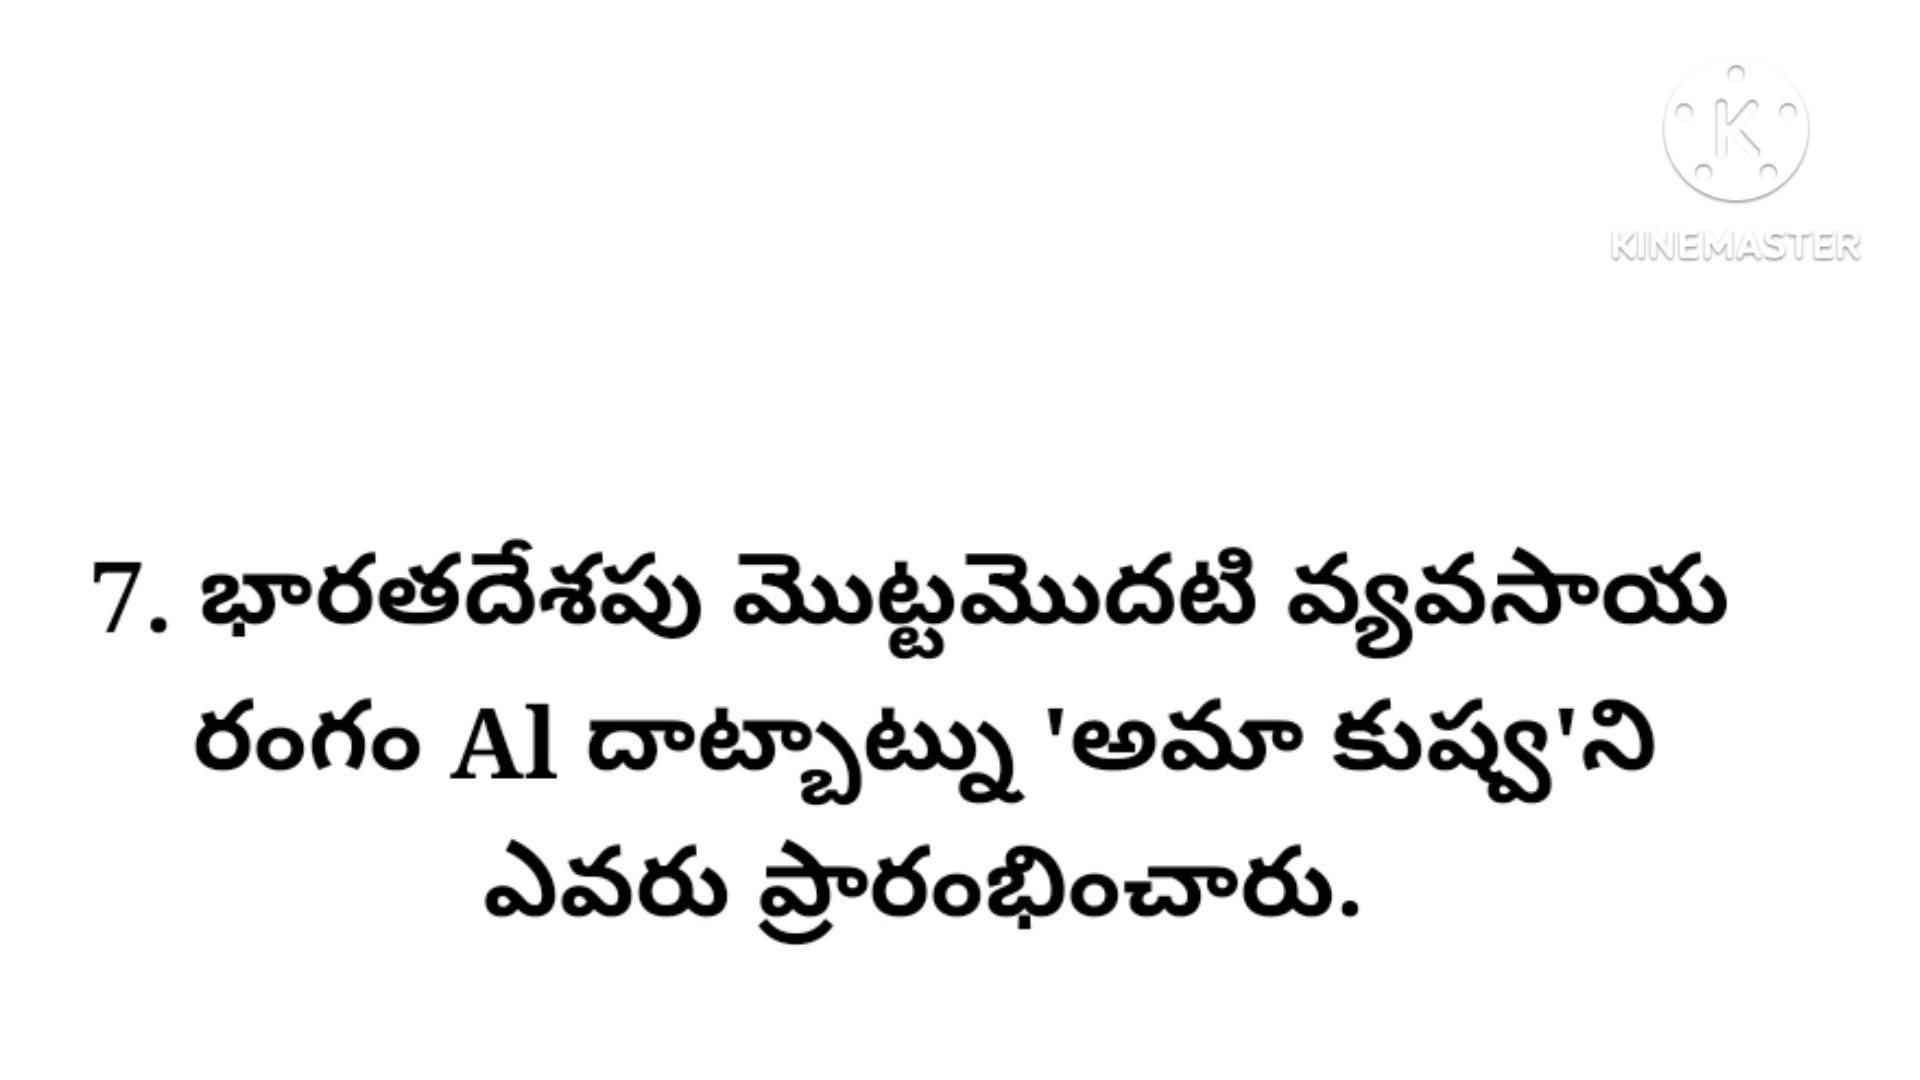 KINEMASTER
7. భారతదేశపు మొట్టమొదటి వ్యవసాయ
రంగం Al దాట్బాట్ను 'అమా కుష్వ'ని
ఎవరు ప్రారంభించారు.